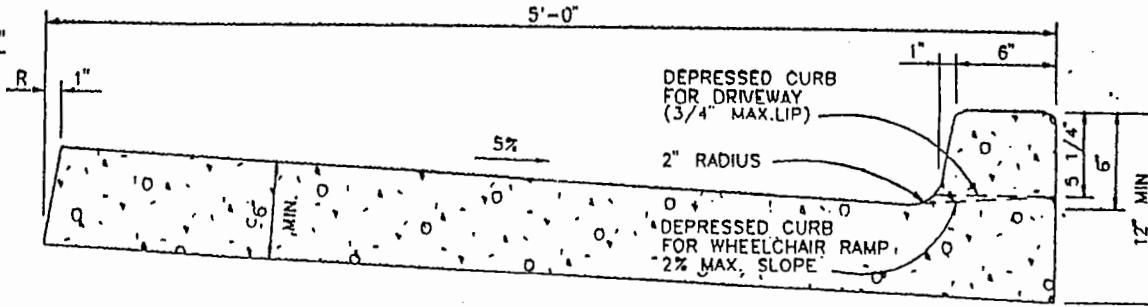 5'-0"
"
R
1"
1"
6"
DEPRESSED CURB
FOR DRIVEWAY
(3/4" MAX.LIP)
5%
2" RADIUS
5 1/4"
6"
12" MIN
6"
MIN.
DEPRESSED CURB
FOR WHEELCHAIR RAMP
2% MAX. SLOPE